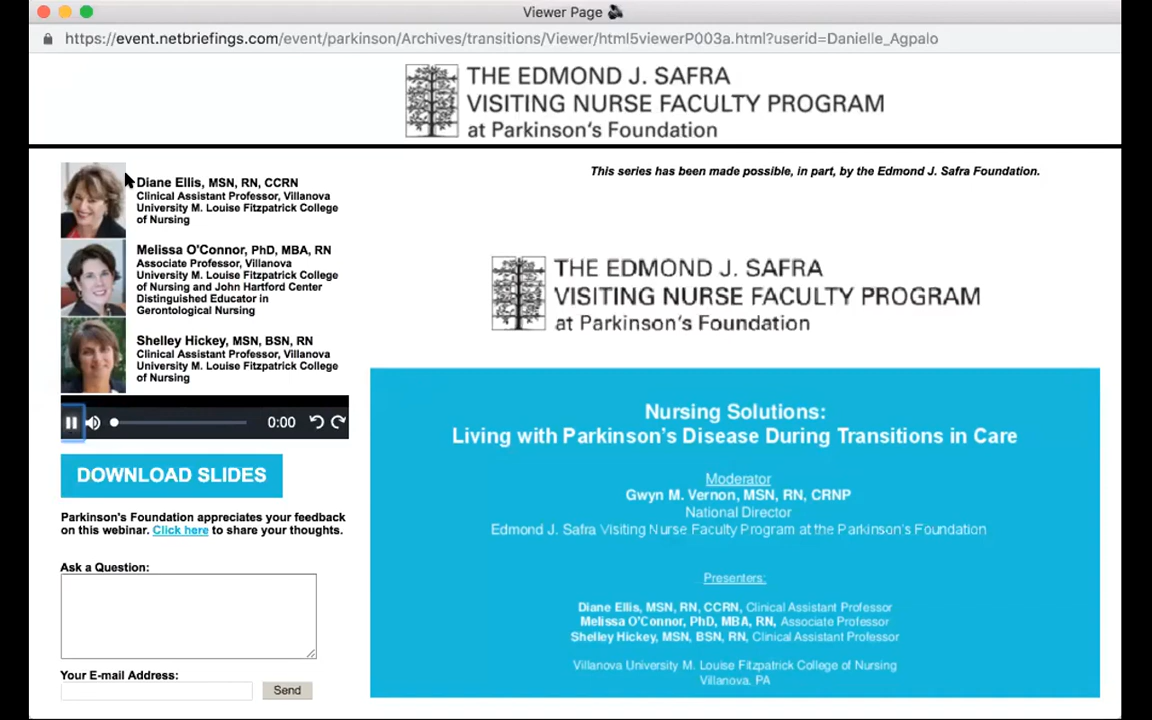 Viewer Page
https://event.netbriefings.com/event/parkinson/Archives/transitions/Viewer/html5viewerP003a.html?userid=Danielle_Agpalo
THE EDMOND J. SAFRA
VISITING NURSE FACULTY PROGRAM
at Parkinson's Foundation
Diane Ellis, MSN, RN, CCRN
Clinical Assistant Professor, Villanova
University M. Louise Fitzpatrick College
of Nursing
Melissa O'Connor, PhD, MBA, RN
Associate Professor, Villanova
University M. Louise Fitzpatrick College
of Nursing and John Hartford Center
Distinguished Educator in
Gerontological Nursing
Shelley Hickey, MSN, BSN, RN
Clinical Assistant Professor, Villanova
University M. Louise Fitzpatrick College
of Nursing
0:00
DOWNLOAD SLIDES
Parkinson's Foundation appreciates your feedback
on this webinar. Click here to share your thoughts.
Ask a Question:
Your E-mail Address:
Send
This series has been made possible, in part, by the Edmond J. Safra Foundation.
THE EDMOND J. SAFRA
VISITING NURSE FACULTY PROGRAM
at Parkinson's Foundation
Nursing Solutions:
Living with Parkinson's Disease During Transitions in Care
Moderator
Gwyn M. Vernon, MSN, RN, CRNP
National Director
Edmond J. Safra Visiting Nurse Faculty Program at the Parkinson's Foundation
Presenters:
Diane Ellis, MSN, RN, CCRN, Clinical Assistant Professor
Melissa O'Connor, PhD, MBA, RN, Associate Professor
Shelley Hickey, MSN, BSN, RN, Clinical Assistant Professor
Villanova University M. Louise Fitzpatrick College of Nursing
Villanova, PA